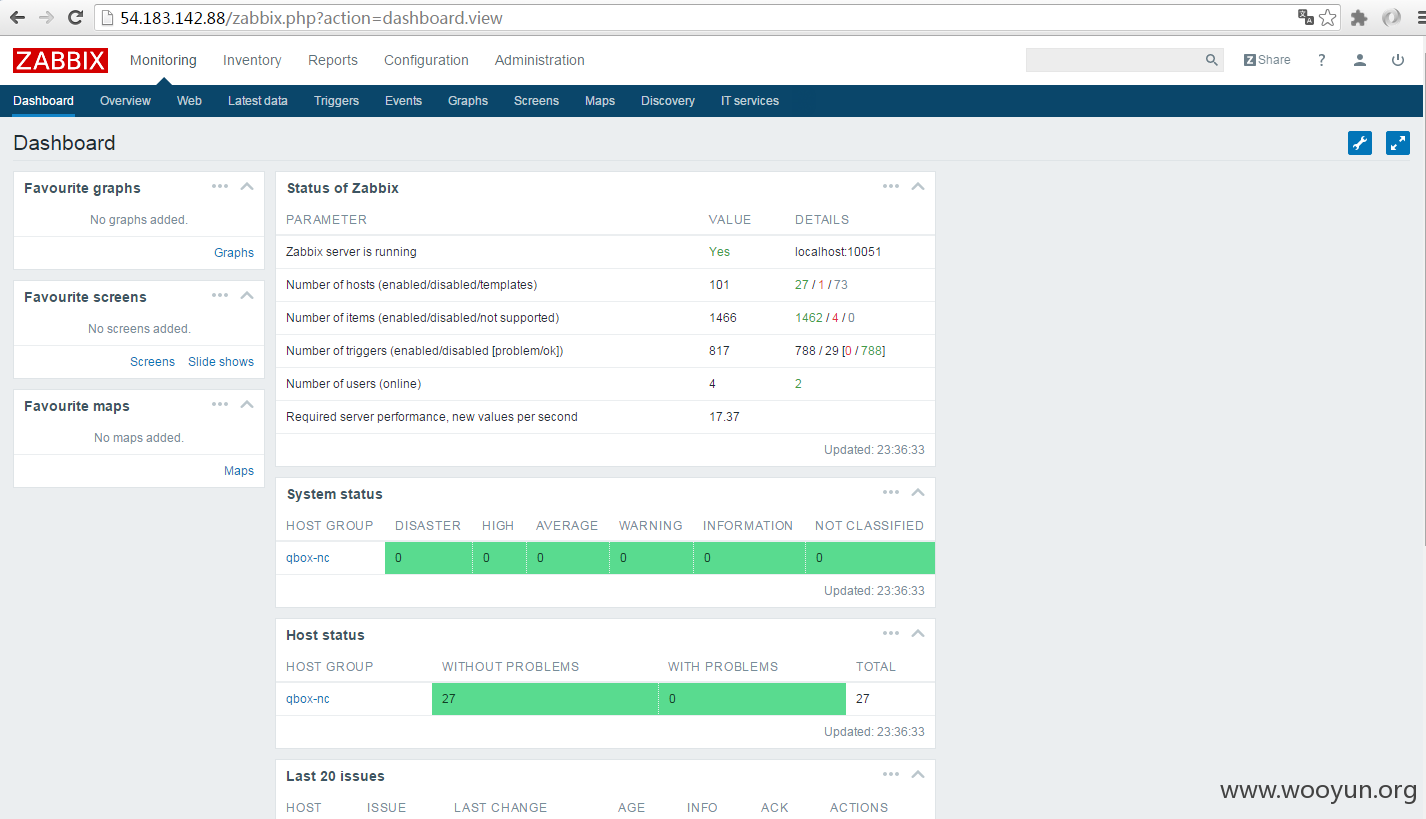 54.183.142.88/zabbix.php?action=dashboard.view
ZABBIX Monitoring Inventory Reports Configuration Administration Z Share ?
Dashboard Overview Web Latest data Triggers Events Graphs Screens Maps Discovery IT services
Dashboard
Favourite graphs
No graphs added.
Graphs
Favourite screens
No screens added.
Screens Slide shows
Favourite maps
No maps added.
Maps
Status of Zabbix
PARAMETER VALUE DETAILS
Zabbix server is running Yes localhost:10051
Number of hosts (enabled/disabled/templates) 101 27 / 1 / 73
Number of items (enabled/disabled/not supported) 1466 1462 / 4 / 0
Number of triggers (enabled/disabled [problem/ok]) 817 788 / 29 [0 / 788]
Number of users (online) 4 2
Required server performance, new values per second 17.37
Updated: 23:36:33
System status
HOST GROUP DISASTER HIGH AVERAGE WARNING INFORMATION NOT CLASSIFIED
qbox-nc 0 0 0 0 0 0
Updated: 23:36:33
Host status
HOST GROUP WITHOUT PROBLEMS WITH PROBLEMS TOTAL
qbox-nc 27 0 27
Updated: 23:36:33
Last 20 issues
HOST ISSUE LAST CHANGE AGE INFO ACK ACTIONS
www.wooyun.org